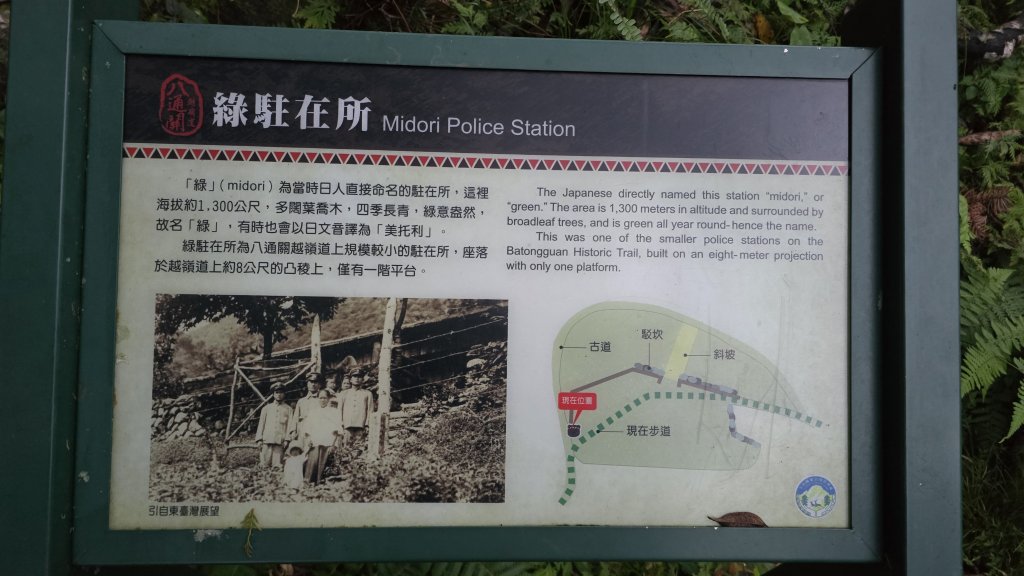 八通關
綠駐在所 Midori Police Station
「綠」(midori)為當時日人直接命名的駐在所，這裡
海拔約1,300公尺，多闊葉喬木，四季長青，綠意盎然，
故名「綠」，有時也會以日文音譯為「美托利」。
綠駐在所為八通關越嶺道上規模較小的駐在所，座落
於越嶺道上約8公尺的凸稜上，僅有一階平台。
The Japanese directly named this station "midori," or
"green." The area is 1,300 meters in altitude and surrounded by
broadleaf trees, and is green all year round- hence the name.
This was one of the smaller police stations on the
Batongguan Historic Trail, built on an eight-meter projection
with only one platform.
引自東臺灣展望
駁坎
古道
斜坡
現在位置
現在步道